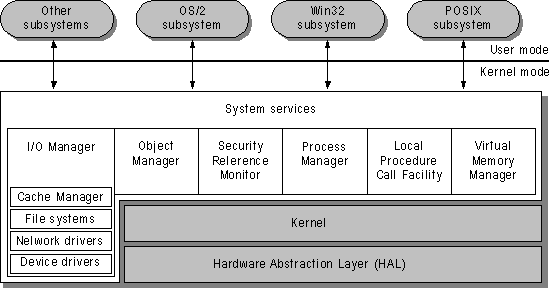 Other
subsystems
OS/2
subsystem
Win32
subsystem
POSIX
subsystem
User mode
Kernel mode
System services
I/O Manager
Object
Manager
Security
Relerence
Monitor
Process
Manager
Local
Procedure
Call Facility
Virtual
Memory
Manager
Cache Manager
File systems
Nelwork drivers
Device drivers
Kernel
Hardware Abstraction Layer (HAL)